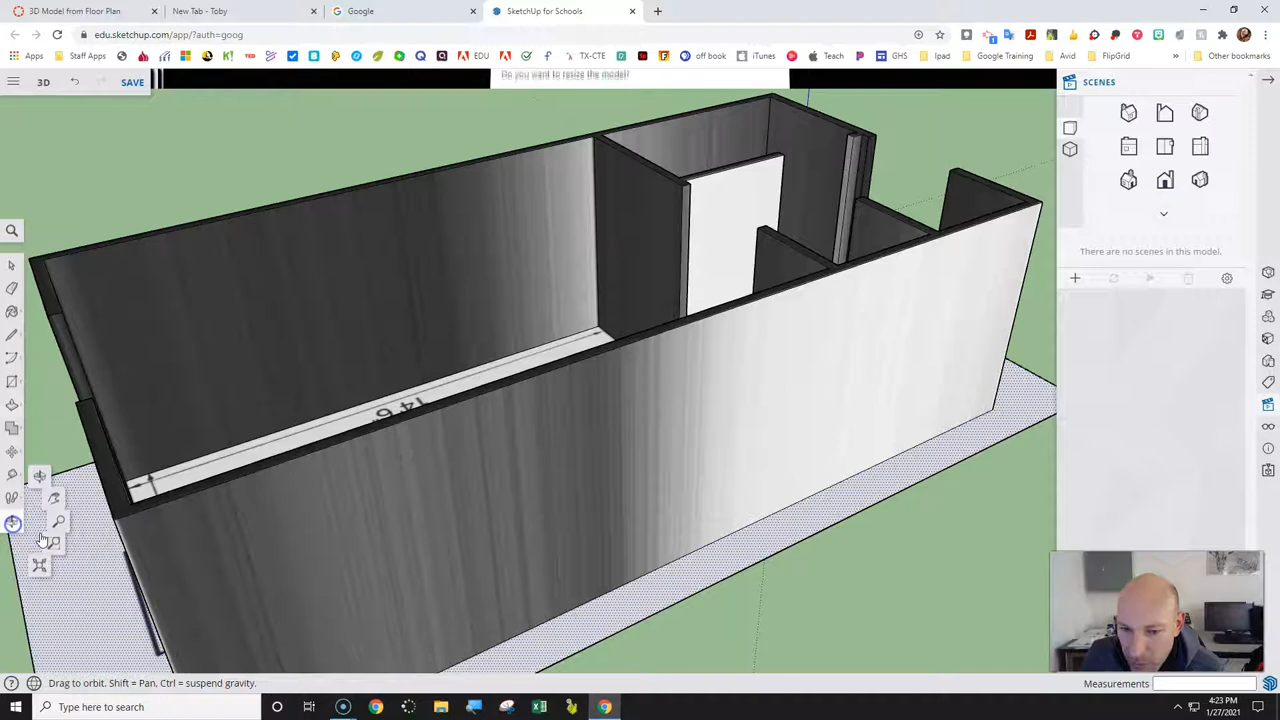 3D Model from Floor Plan
New Tab - Toby
Google
SketchUp for Schools
edu.sketchup.com/app/?auth=goog
Apps
Staff Apps
EDU
TX-CTE
off book
iTunes
Teach
GHS
Ipad
Google Training
Avid
FlipGrid
Other bookmarks
3D
SAVE
Do you want to resize the model?
SCENES
There are no scenes in this model.
14'6"
Drag to orbit. Shift = Pan, Ctrl = suspend gravity.
Measurements
Type here to search
4:23 PM
1/27/2021